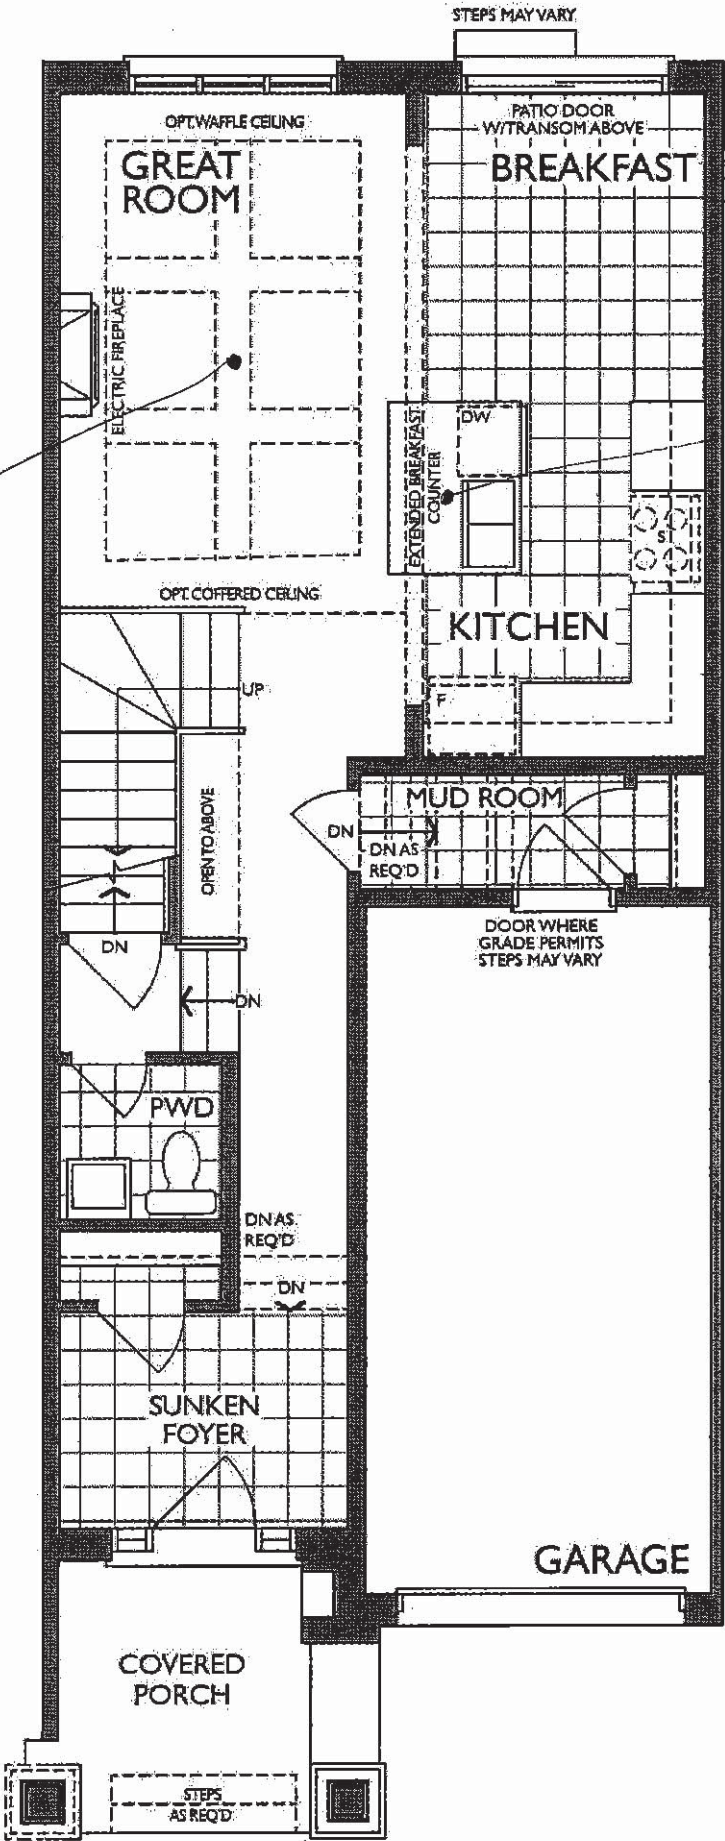 STEPS MAY VARY
OPT. WAFFLE CEILING
PATIO DOOR
W/TRANSOM ABOVE
GREAT
ROOM
BREAKFAST
ELECTRIC FIREPLACE
DW
EXTENDED BREAKFAST
COUNTER
ST
OPT. COFFERED CEILING
KITCHEN
UP
F
OPEN TO ABOVE
MUD ROOM
DN
DN AS
REQ'D
DOOR WHERE
GRADE PERMITS
STEPS MAY VARY
DN
DN
PWD
DN AS
REQ'D
DN
SUNKEN
FOYER
GARAGE
COVERED
PORCH
STEPS
AS REQ'D